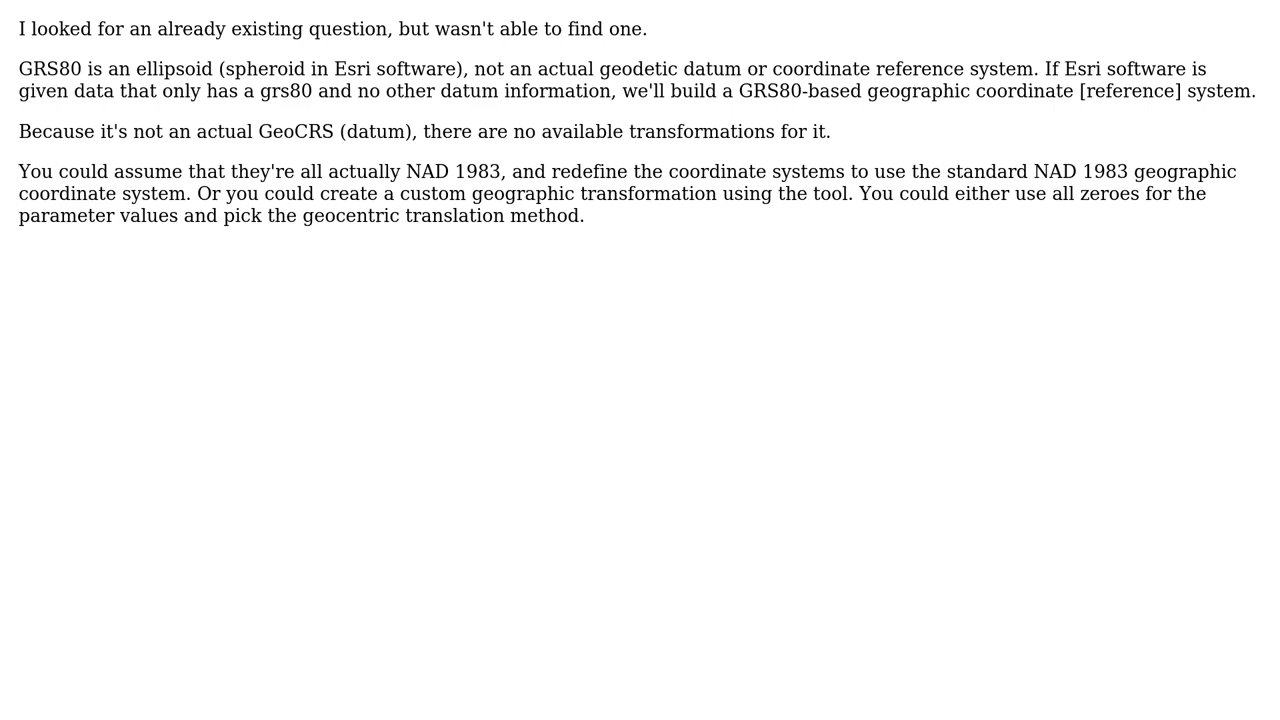 I looked for an already existing question, but wasn't able to find one.
GRS80 is an ellipsoid (spheroid in Esri software), not an actual geodetic datum or coordinate reference system. If Esri software is
given data that only has a grs80 and no other datum information, we'll build a GRS80-based geographic coordinate [reference] system.
Because it's not an actual GeoCRS (datum), there are no available transformations for it.
You could assume that they're all actually NAD 1983, and redefine the coordinate systems to use the standard NAD 1983 geographic
coordinate system. Or you could create a custom geographic transformation using the tool. You could either use all zeroes for the
parameter values and pick the geocentric translation method.